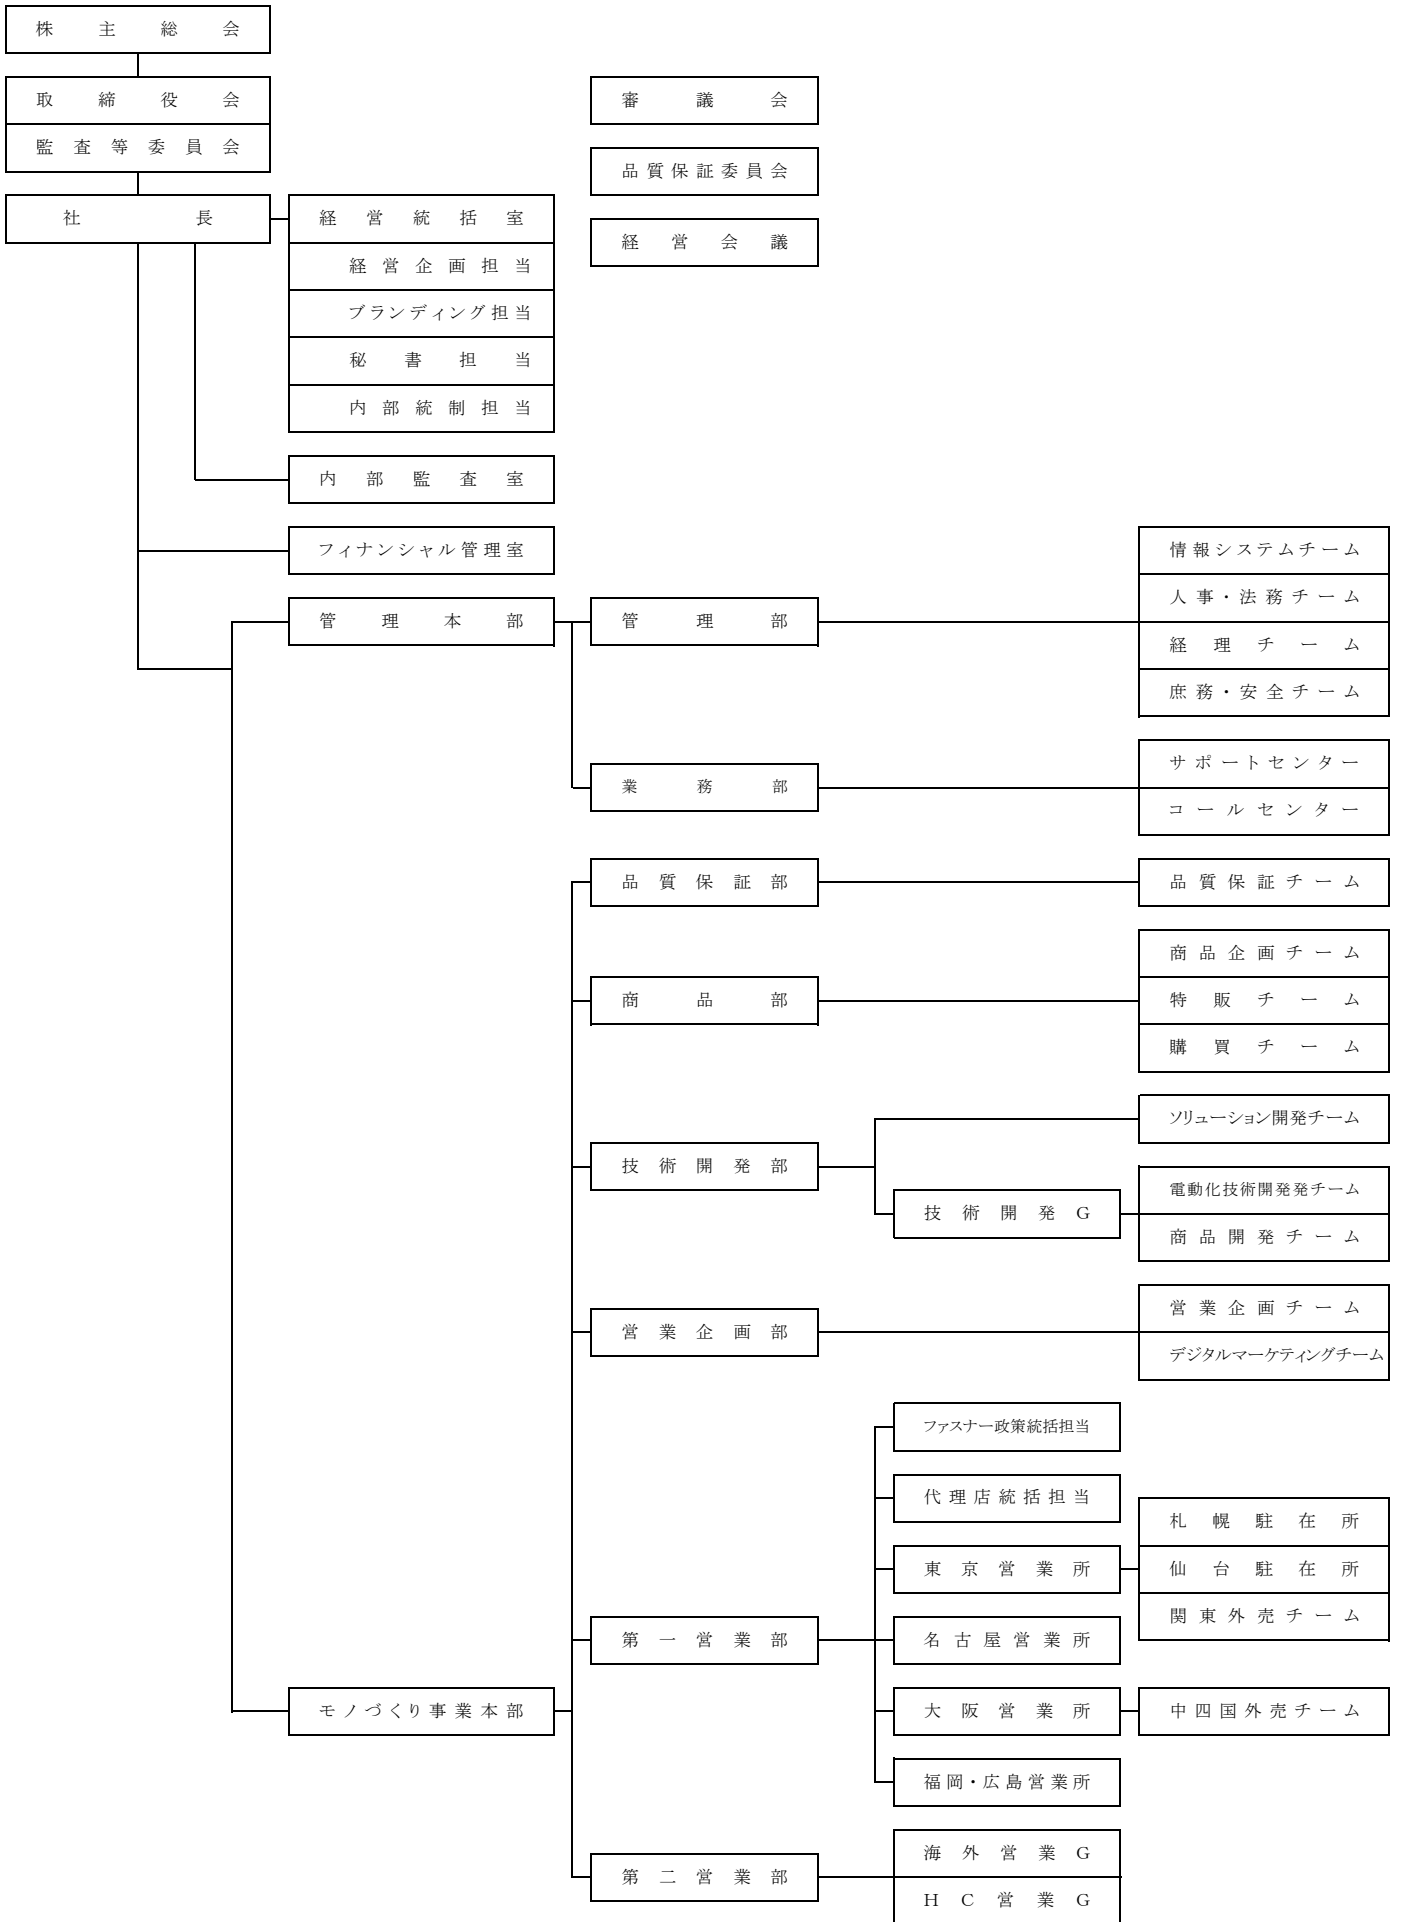 株主総会
取締役会
監査等委員会
社長
審議会
品質保証委員会
経営会議
経営統括室
経営企画担当
ブランディング担当
秘書担当
内部統制担当
内部監査室
フィナンシャル管理室
管理本部
管理部
情報システムチーム
人事・法務チーム
経理チーム
庶務・安全チーム
業務部
サポートセンター
コールセンター
品質保証部
品質保証チーム
商品部
商品企画チーム
特販チーム
購買チーム
技術開発部
ソリューション開発チーム
技術開発G
電動化技術開発発チーム
商品開発チーム
営業企画部
営業企画チーム
デジタルマーケティングチーム
モノづくり事業本部
第一営業部
ファスナー政策統括担当
代理店統括担当
東京営業所
札幌駐在所
仙台駐在所
関東外売チーム
名古屋営業所
大阪営業所
中四国外売チーム
福岡・広島営業所
第二営業部
海外営業G
HC営業G